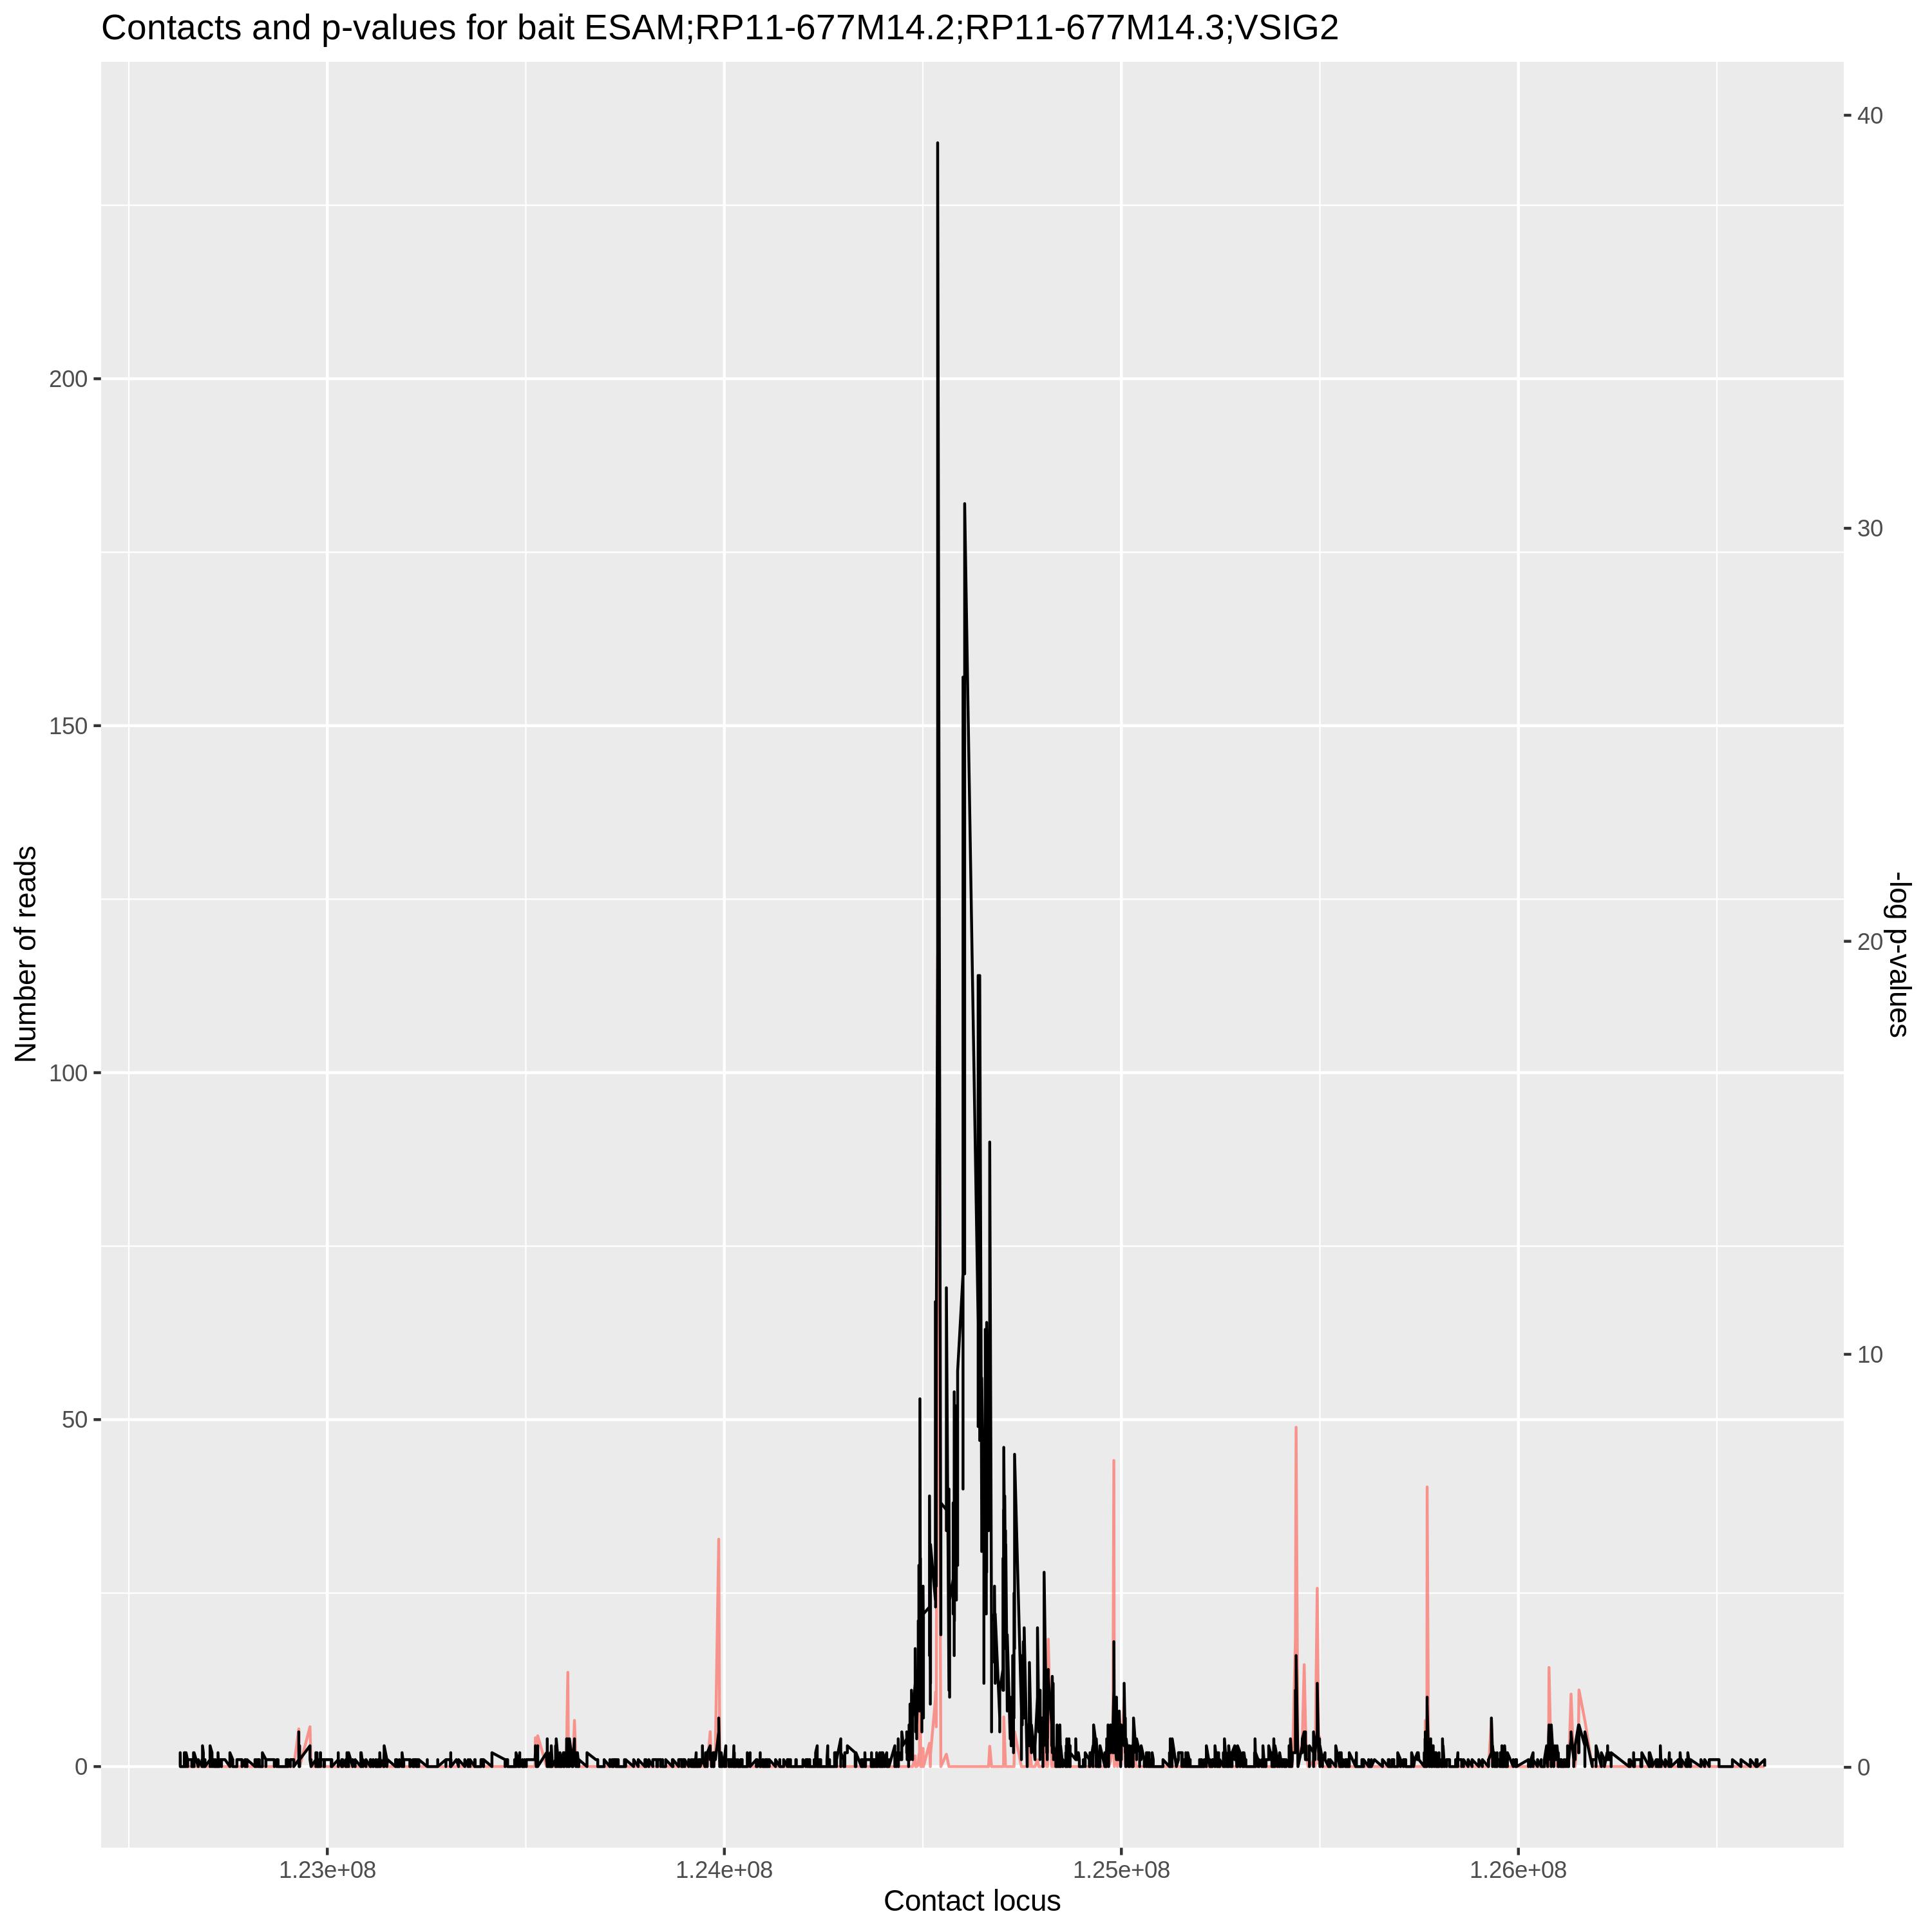 Contacts and p-values for bait ESAM;RP11-677M14.2;RP11-677M14.3;VSIG2
40
200
30
150
Number of reads
-log p-values
20
100
10
50
0
0
1.23e+08 1.24e+08 1.25e+08 1.26e+08
Contact locus